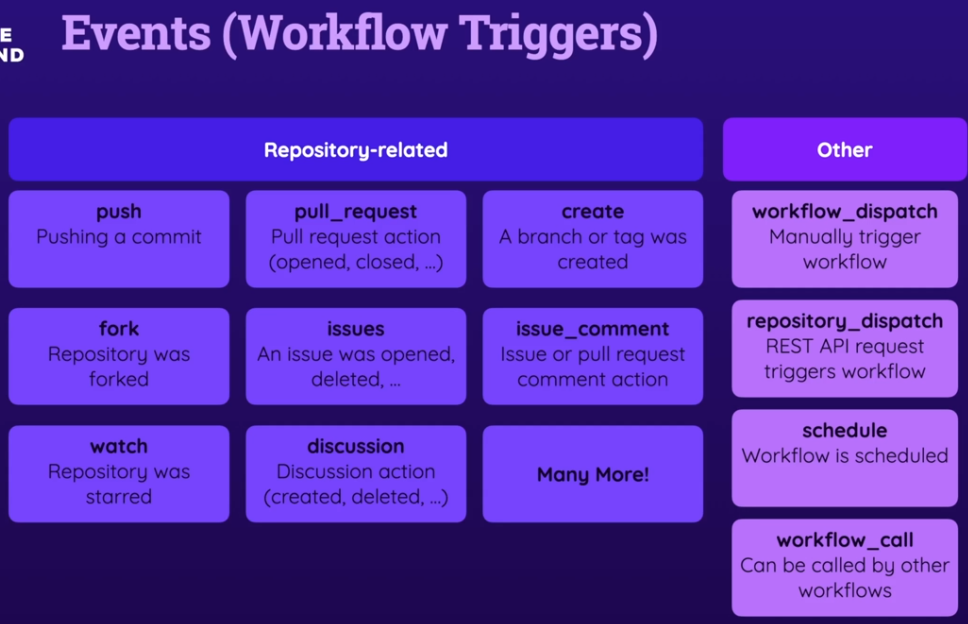 Events (Workflow Triggers)
Repository-related
Other
push
Pushing a commit
pull_request
Pull request action
(opened, closed, ...)
create
A branch or tag was
created
workflow_dispatch
Manually trigger
workflow
fork
Repository was
forked
issues
An issue was opened,
deleted, ...
issue_comment
Issue or pull request
comment action
repository_dispatch
REST API request
triggers workflow
watch
Repository was
starred
discussion
Discussion action
(created, deleted, ...)
Many More!
schedule
Workflow is scheduled
workflow_call
Can be called by other
workflows